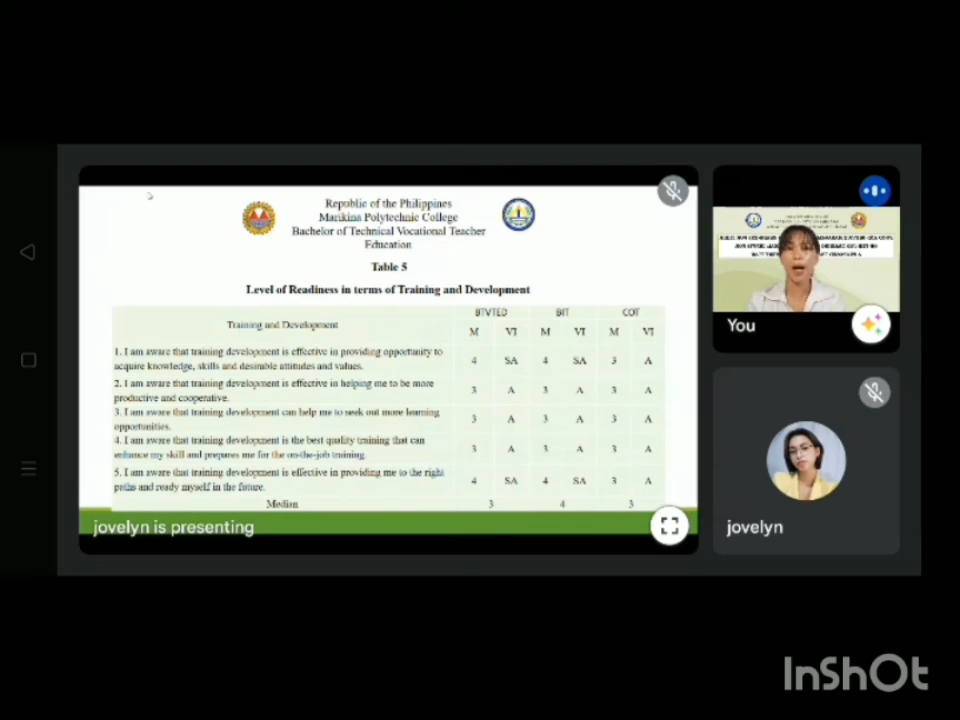 Republic of the Philippines
Marikina Polytechnic College
Bachelor of Technical Vocational Teacher
Education
Table 5
Level of Readiness in terms of Training and Development
Training and Development
BTVTED BIT COT
M VI M VI M VI
1. I am aware that training development is effective in providing opportunity to
acquire knowledge, skills and desirable attitudes and values.
4 SA 4 SA 3 A
2. I am aware that training development is effective in helping me to be more
productive and cooperative.
3 A 3 A 3 A
3. I am aware that training development can help me to seek out more learning
opportunities.
3 A 3 A 3 A
4. I am aware that training development is the best quality training that can
enhance my skill and prepares me for the on-the-job training.
3 A 3 A 3 A
5. I am aware that training development is effective in providing me to the right
paths and ready myself in the future.
4 SA 4 SA 3 A
Median 3 4 3
jovelyn is presenting
You
jovelyn
InShOt